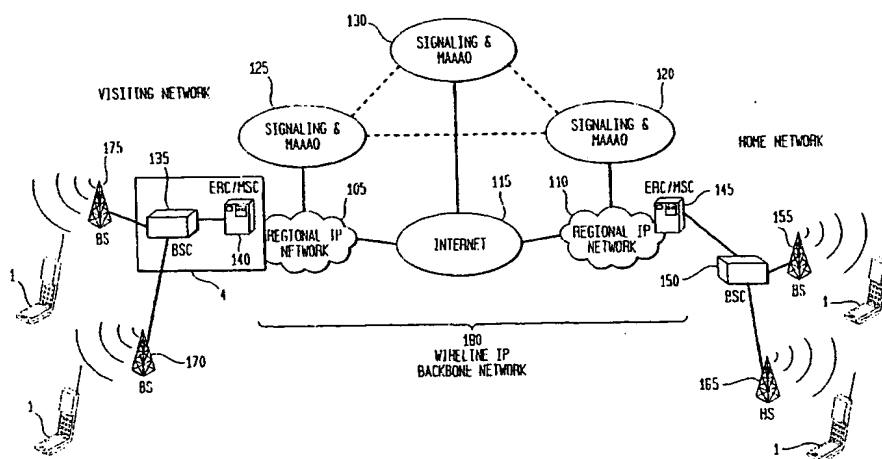 130
SIGNALING &
MAAAO
125
120
VISITING NETWORK
SIGNALING &
MAAAO
SIGNALING &
MAAAO
HOME NETWORK
175
135
ERC/MSC
105
115
110
ERC/MSC
145
155
BS
BSC
140
REGIONAL IP
NETWORK
INTERNET
REGIONAL IP
NETWORK
150
BSC
BS
1
4
1
180
WIRELINE IP
BACKBONE NETWORK
170
BS
165
BS
1
1